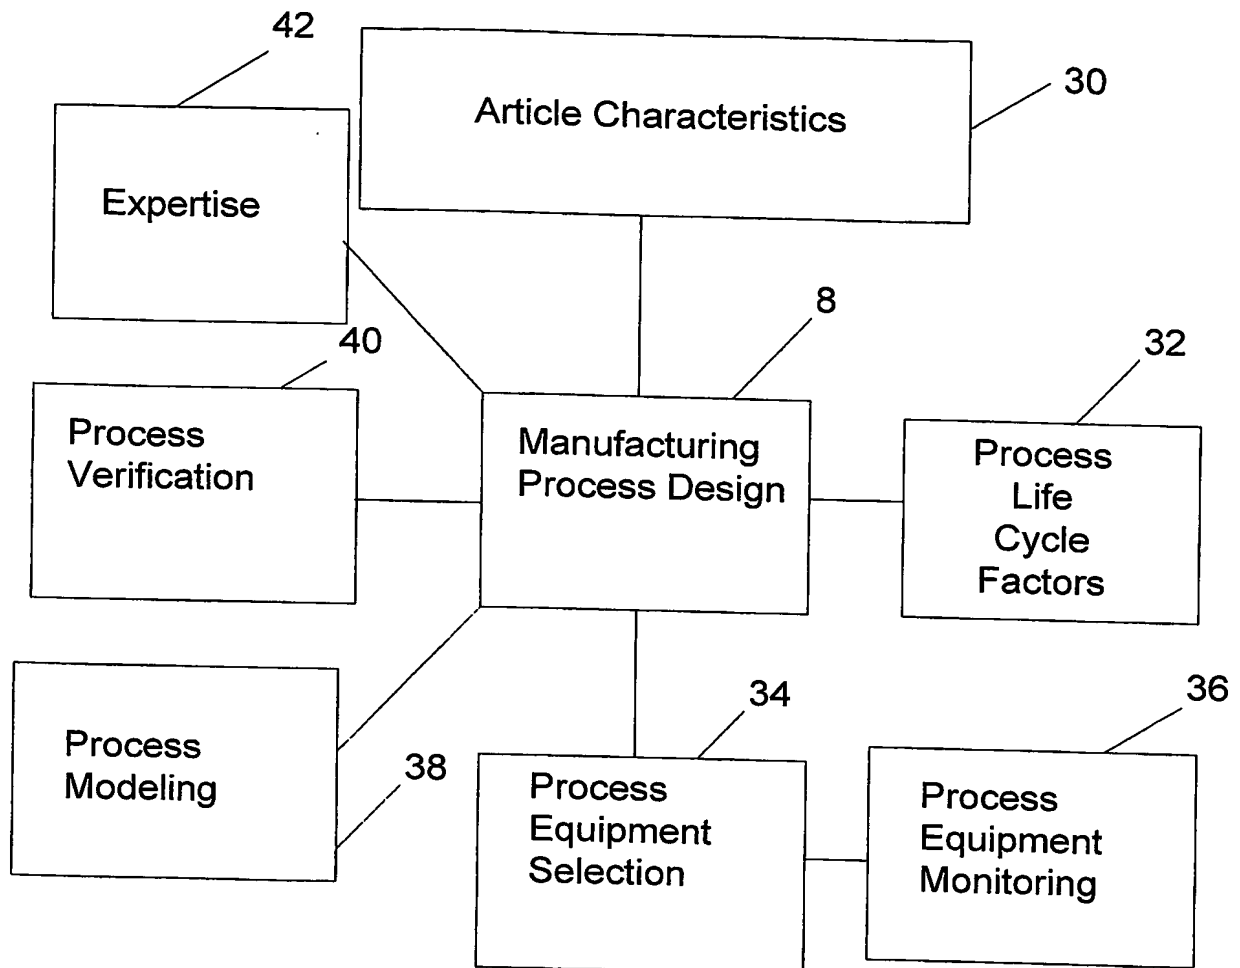 42
Article Characteristics
30
Expertise
8
40
32
Process
Verification
Manufacturing
Process Design
Process
Life
Cycle
Factors
34
36
Process
Modeling
38
Process
Equipment
Selection
Process
Equipment
Monitoring